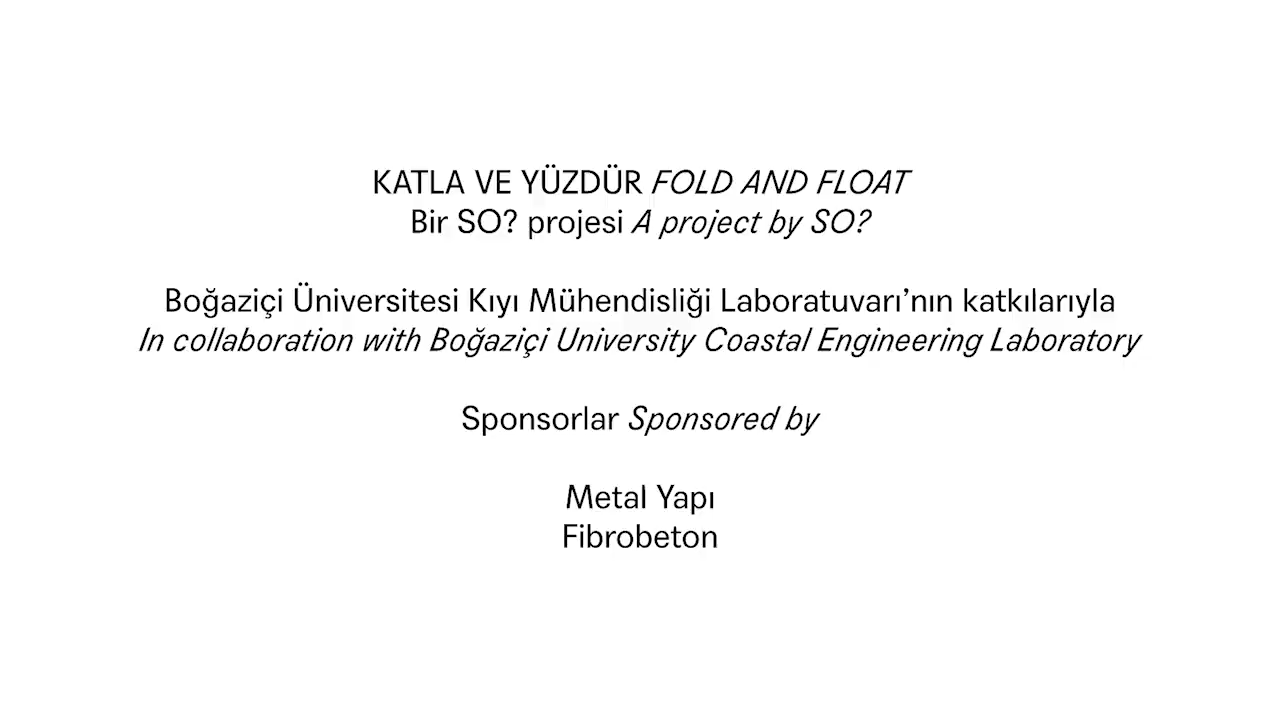 KATLA VE YÜZDÜR FOLD AND FLOAT
Bir SO? projesi A project by SO?
Boğaziçi Üniversitesi Kıyı Mühendisliği Laboratuvarı’nın katkılarıyla
In collaboration with Boğaziçi University Coastal Engineering Laboratory
Sponsorlar Sponsored by
Metal Yapı
Fibrobeton